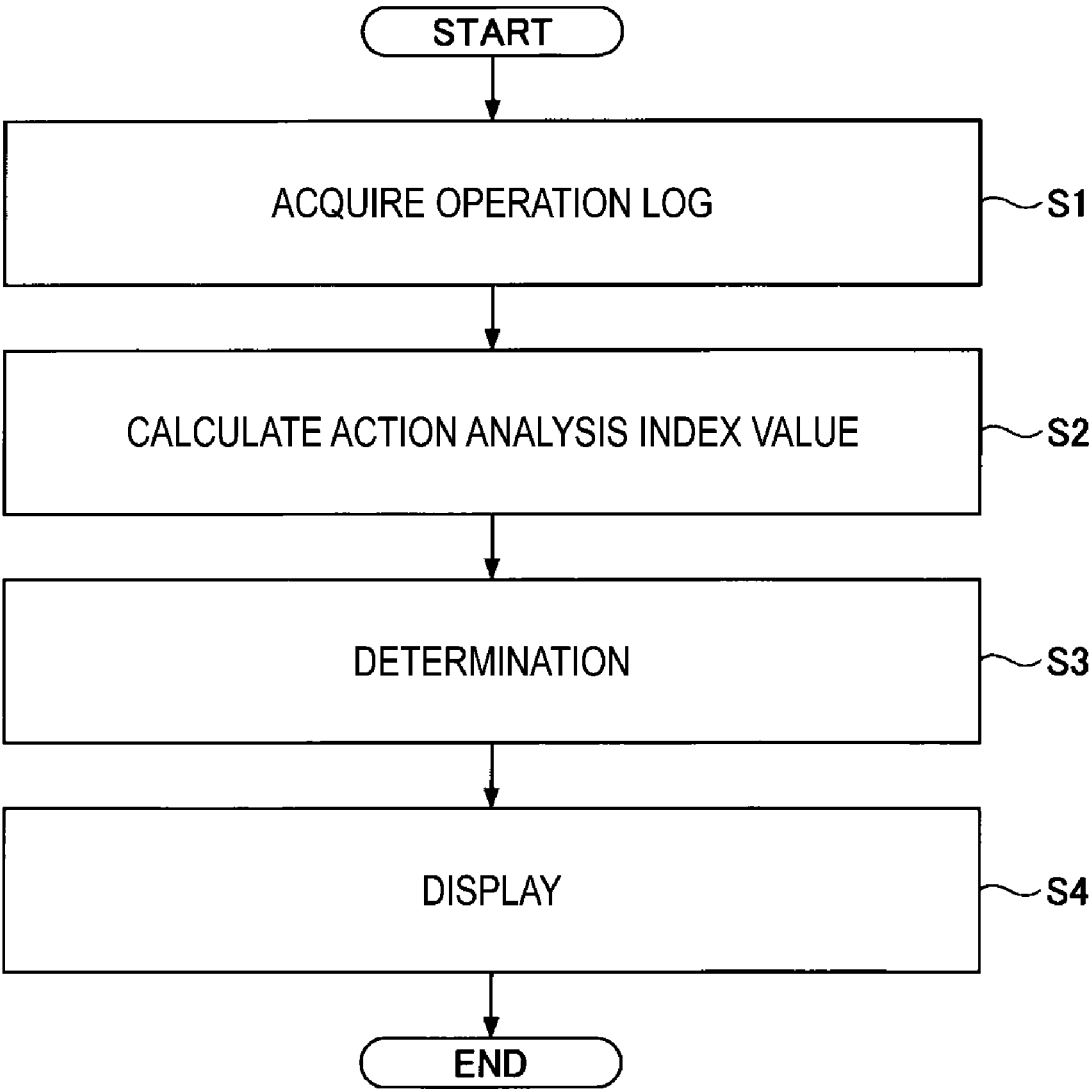 START
ACQUIRE OPERATION LOG
S1
CALCULATE ACTION ANALYSIS INDEX VALUE
S2
DETERMINATION
S3
DISPLAY
S4
END